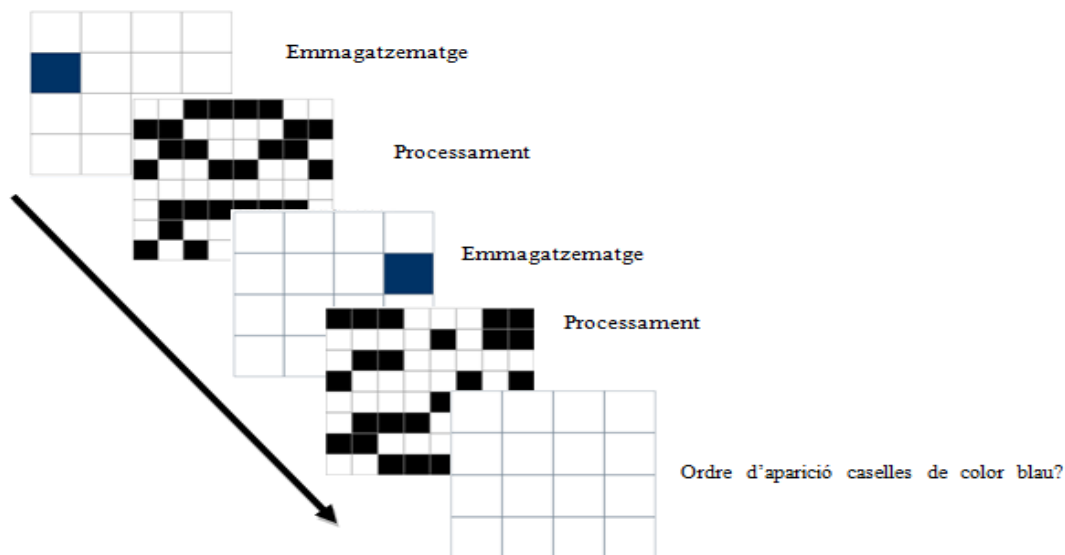 Emmagatzematge
Processament
Emmagatzematge
Processament
Ordre d'aparició caselles de color blau?